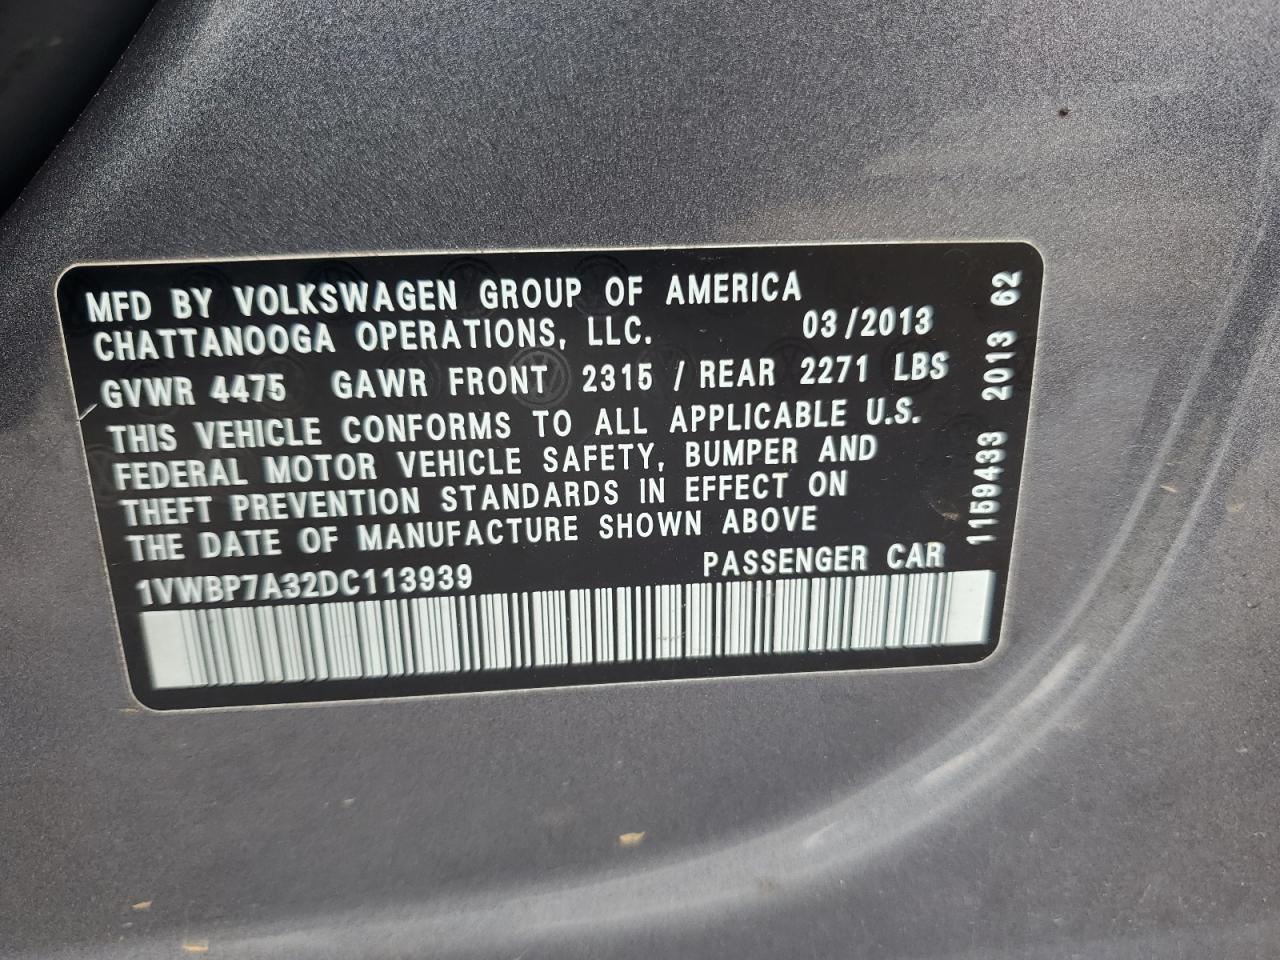 MFD BY VOLKSWAGEN GROUP OF AMERICA
CHATTANOOGA OPERATIONS, LLC. 03/2013
GVWR 4475 GAWR FRONT 2315 / REAR 2271 LBS
THIS VEHICLE CONFORMS TO ALL APPLICABLE U.S.
FEDERAL MOTOR VEHICLE SAFETY, BUMPER AND
THEFT PREVENTION STANDARDS IN EFFECT ON
THE DATE OF MANUFACTURE SHOWN ABOVE
1VWBP7A32DC113939 PASSENGER CAR
1159433 2013 62